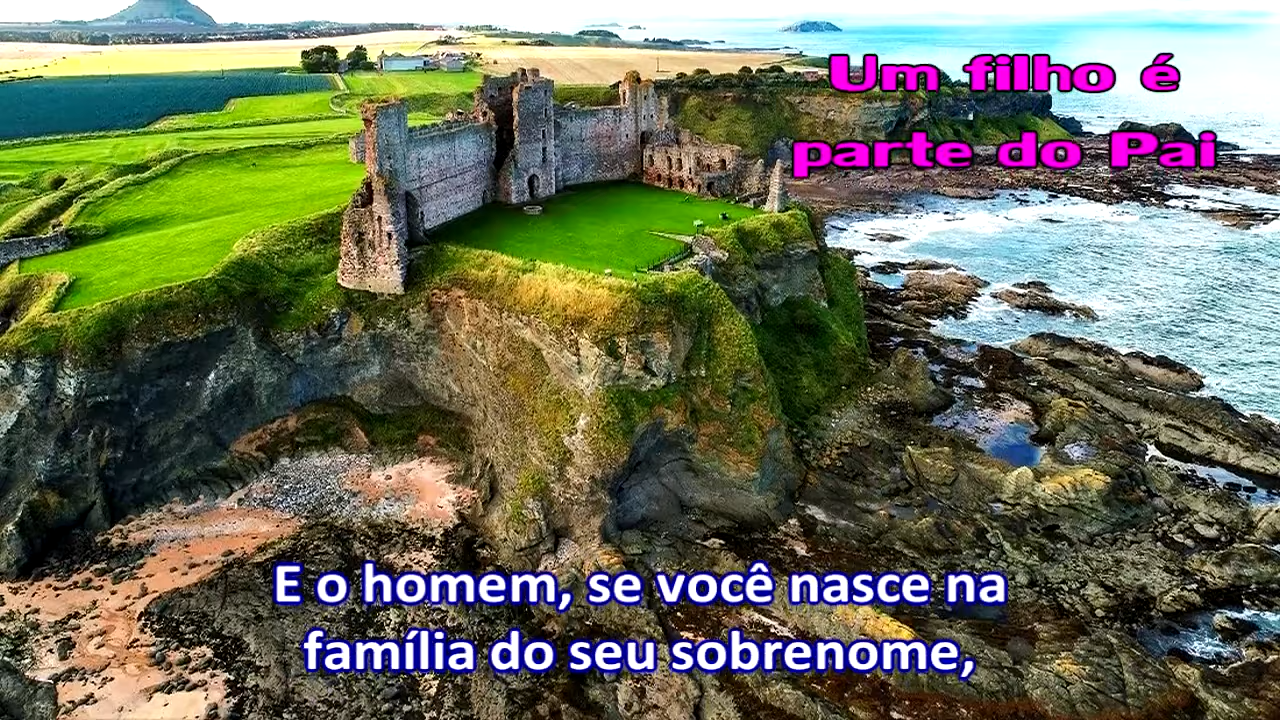 Um filho é
parte do Pai
E o homem, se você nasce na
família do seu sobrenome,